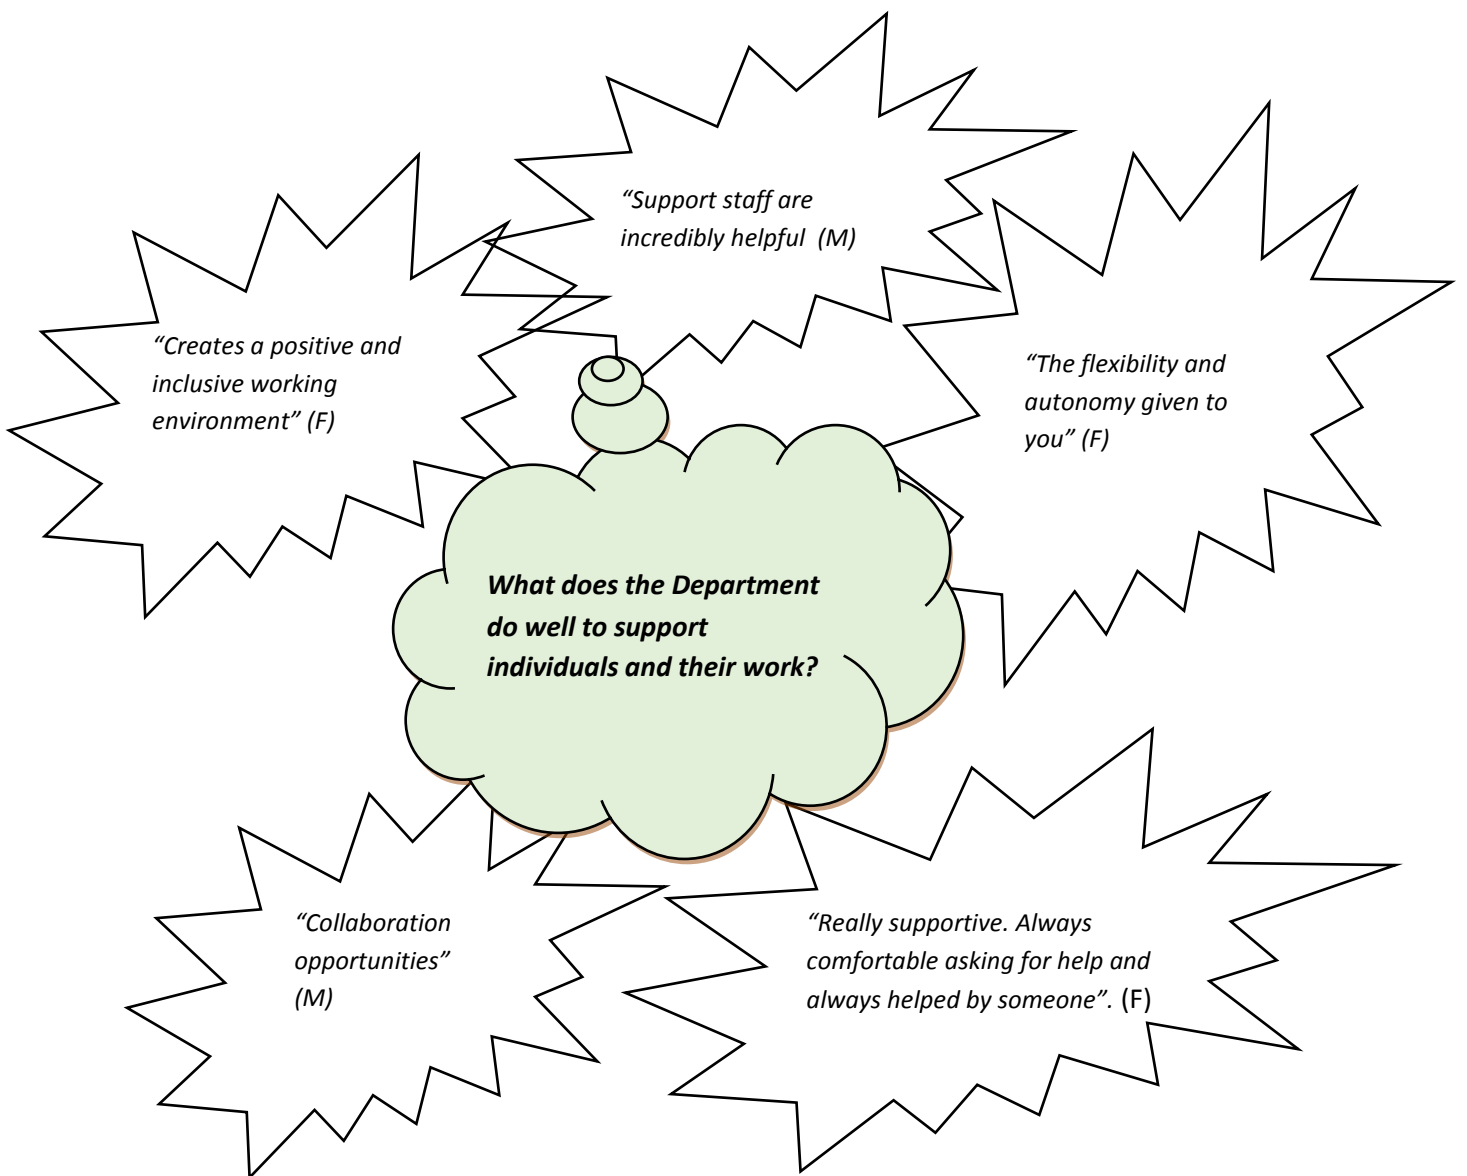 “Support staff are
incredibly helpful (M)
“Creates a positive and
inclusive working
environment” (F)
“The flexibility and
autonomy given to
you” (F)
What does the Department
do well to support
individuals and their work?
“Collaboration
opportunities”
(M)
“Really supportive. Always
comfortable asking for help and
always helped by someone”. (F)